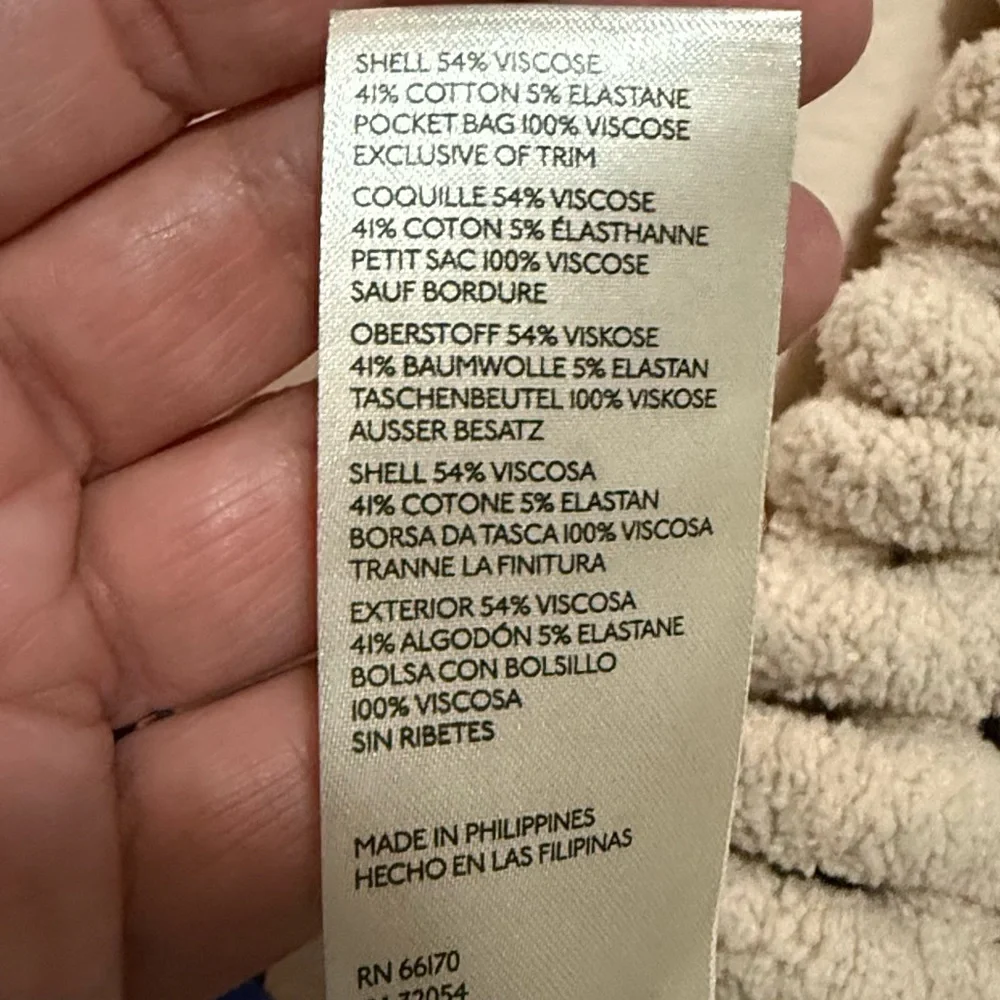 SHELL 54% VISCOSE
41% COTTON 5% ELASTANE
POCKET BAG 100% VISCOSE
EXCLUSIVE OF TRIM
COQUILLE 54% VISCOSE
41% COTON 5% ÉLASTHANNE
PETIT SAC 100% VISCOSE
SAUF BORDURE
OBERSTOFF 54% VISKOSE
41% BAUMWOLLE 5% ELASTAN
TASCHENBEUTEL 100% VISKOSE
AUSSER BESATZ
SHELL 54% VISCOSA
41% COTONE 5% ELASTAN
BORSA DA TASCA 100% VISCOSA
TRANNE LA FINITURA
EXTERIOR 54% VISCOSA
41% ALGODÓN 5% ELASTANE
BOLSA CON BOLSILLO
100% VISCOSA
SIN RIBETES
MADE IN PHILIPPINES
HECHO EN LAS FILIPINAS
RN 66170
32054